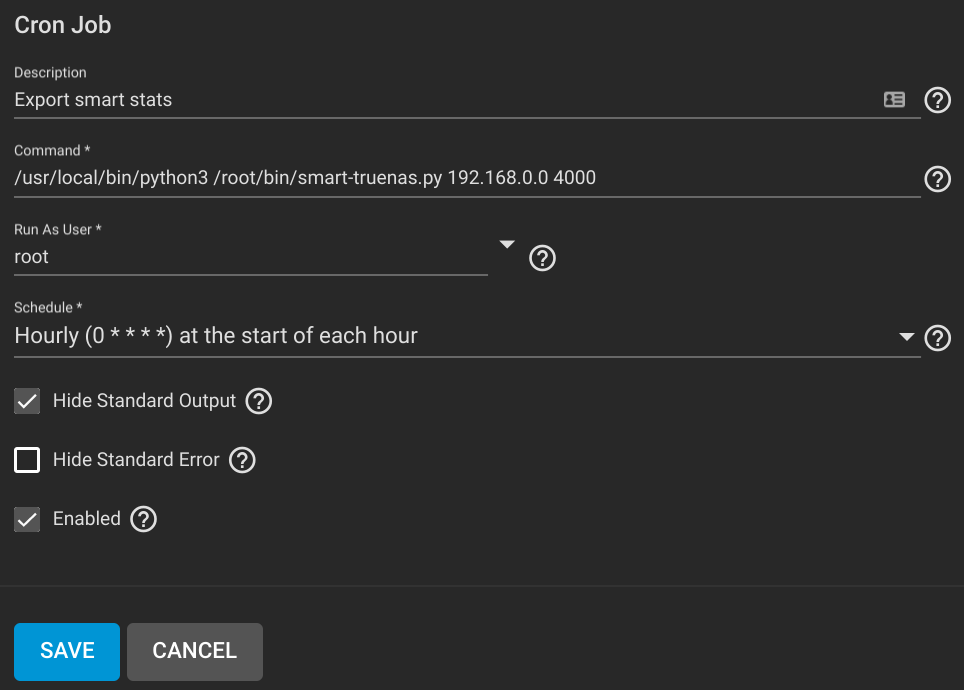 Cron Job
Description
Export smart stats
Command *
/usr/local/bin/python3 /root/bin/smart-truenas.py 192.168.0.0 4000
Run As User *
root
Schedule *
Hourly (0 * * * *) at the start of each hour
Hide Standard Output
Hide Standard Error
Enabled
SAVE CANCEL